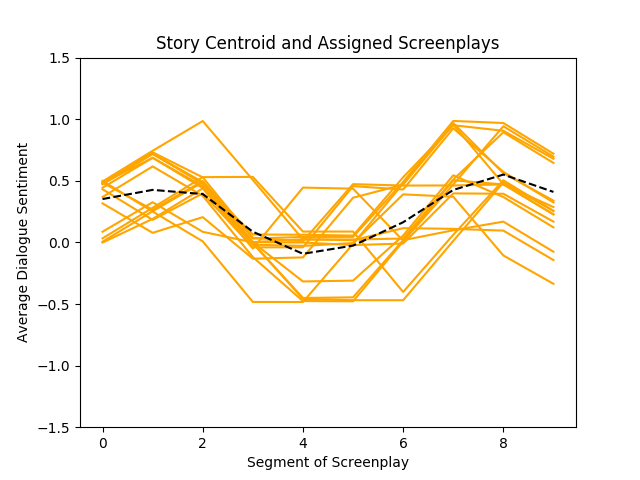 Story Centroid and Assigned Screenplays
1.5
1.0
0.5
0.0
−0.5
−1.0
−1.5
Average Dialogue Sentiment
0 2 4 6 8
Segment of Screenplay